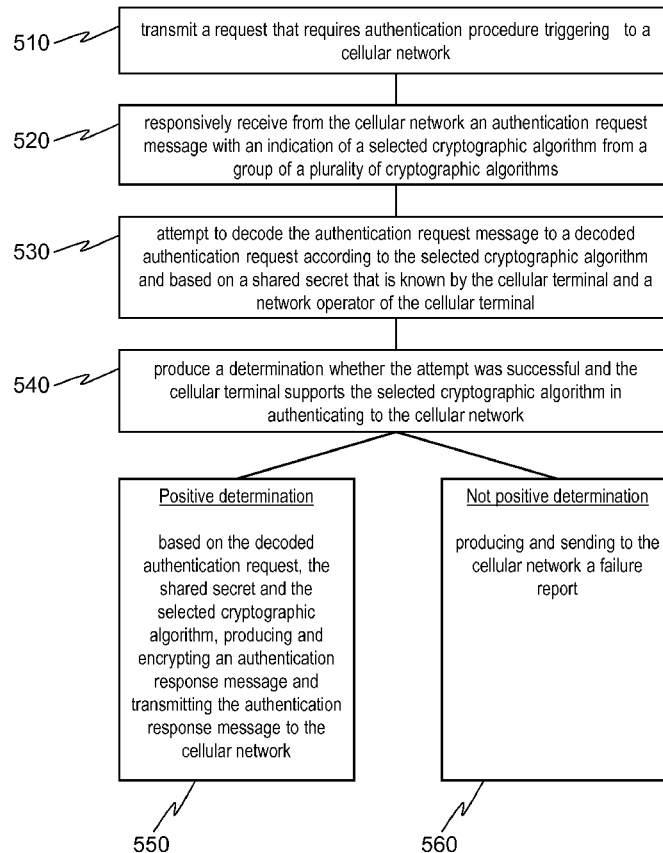 510
transmit a request that requires authentication procedure triggering to a
cellular network
520
responsively receive from the cellular network an authentication request
message with an indication of a selected cryptographic algorithm from a
group of a plurality of cryptographic algorithms
530
attempt to decode the authentication request message to a decoded
authentication request according to the selected cryptographic algorithm
and based on a shared secret that is known by the cellular terminal and a
network operator of the cellular terminal
540
produce a determination whether the attempt was successful and the
cellular terminal supports the selected cryptographic algorithm in
authenticating to the cellular network
Positive determination
based on the decoded
authentication request, the
shared secret and the
selected cryptographic
algorithm, producing and
encrypting an authentication
response message and
transmitting the authentication
response message to the
cellular network
550
Not positive determination
producing and sending to the
cellular network a failure
report
560